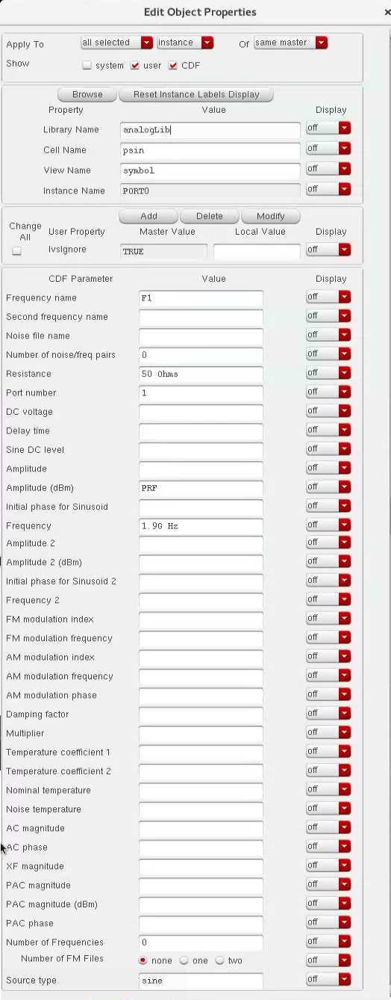 Edit Object Properties
Apply To all selected instance Of same master
Show system user CDF
Browse Reset Instance Labels Display
Property Value Display
Library Name analogLib off
Cell Name psin off
View Name symbol off
Instance Name PORT0 off
Add Delete Modify
Change All User Property Master Value Local Value Display
lvsIgnore TRUE off
CDF Parameter Value Display
Frequency name F1 off
Second frequency name off
Noise file name off
Number of noise/freq pairs 0 off
Resistance 50 Ohms off
Port number 1 off
DC voltage off
Delay time off
Sine DC level off
Amplitude off
Amplitude (dBm) PRF off
Initial phase for Sinusoid off
Frequency 1.9G Hz off
Amplitude 2 off
Amplitude 2 (dBm) off
Initial phase for Sinusoid 2 off
Frequency 2 off
FM modulation index off
FM modulation frequency off
AM modulation index off
AM modulation frequency off
AM modulation phase off
Damping factor off
Multiplier off
Temperature coefficient 1 off
Temperature coefficient 2 off
Nominal temperature off
Noise temperature off
AC magnitude off
AC phase off
XF magnitude off
PAC magnitude off
PAC magnitude (dBm) off
PAC phase off
Number of Frequencies 0 off
Number of FM Files none one two off
Source type sine off